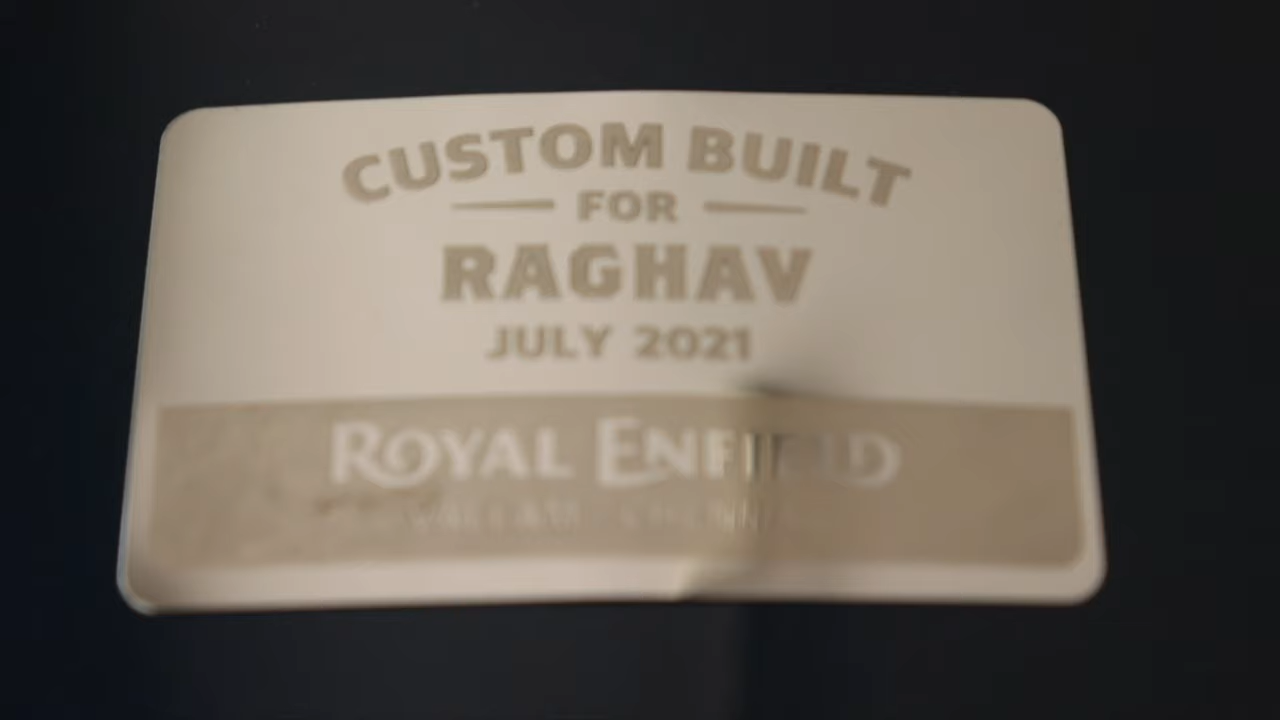 CUSTOM BUILT
FOR
RAGHAV
JULY 2021
ROYAL ENFIELD